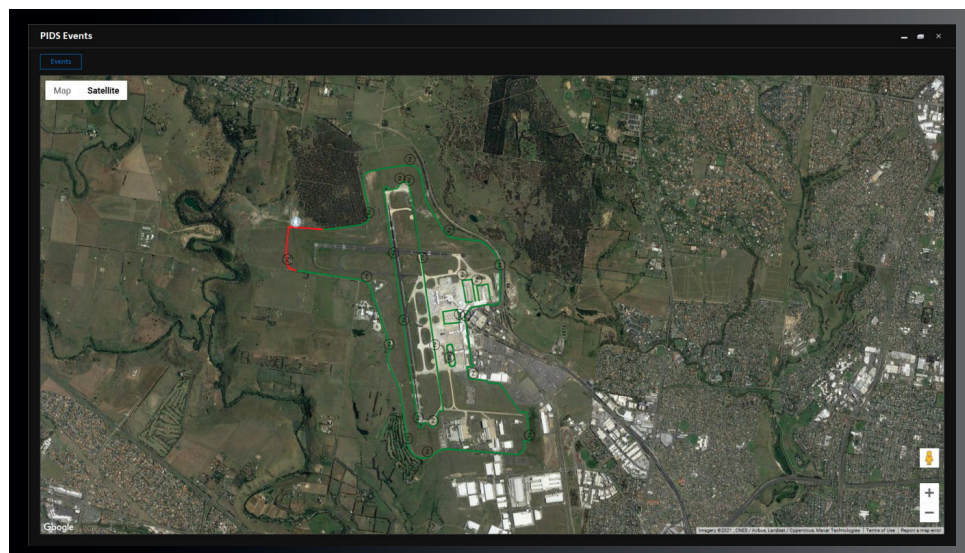 PIDS Events
Events
Map Satellite
Google
Imagery ©2021 , CNES / Airbus, Landsat / Copernicus, Maxar Technologies Terms of Use Report a map error